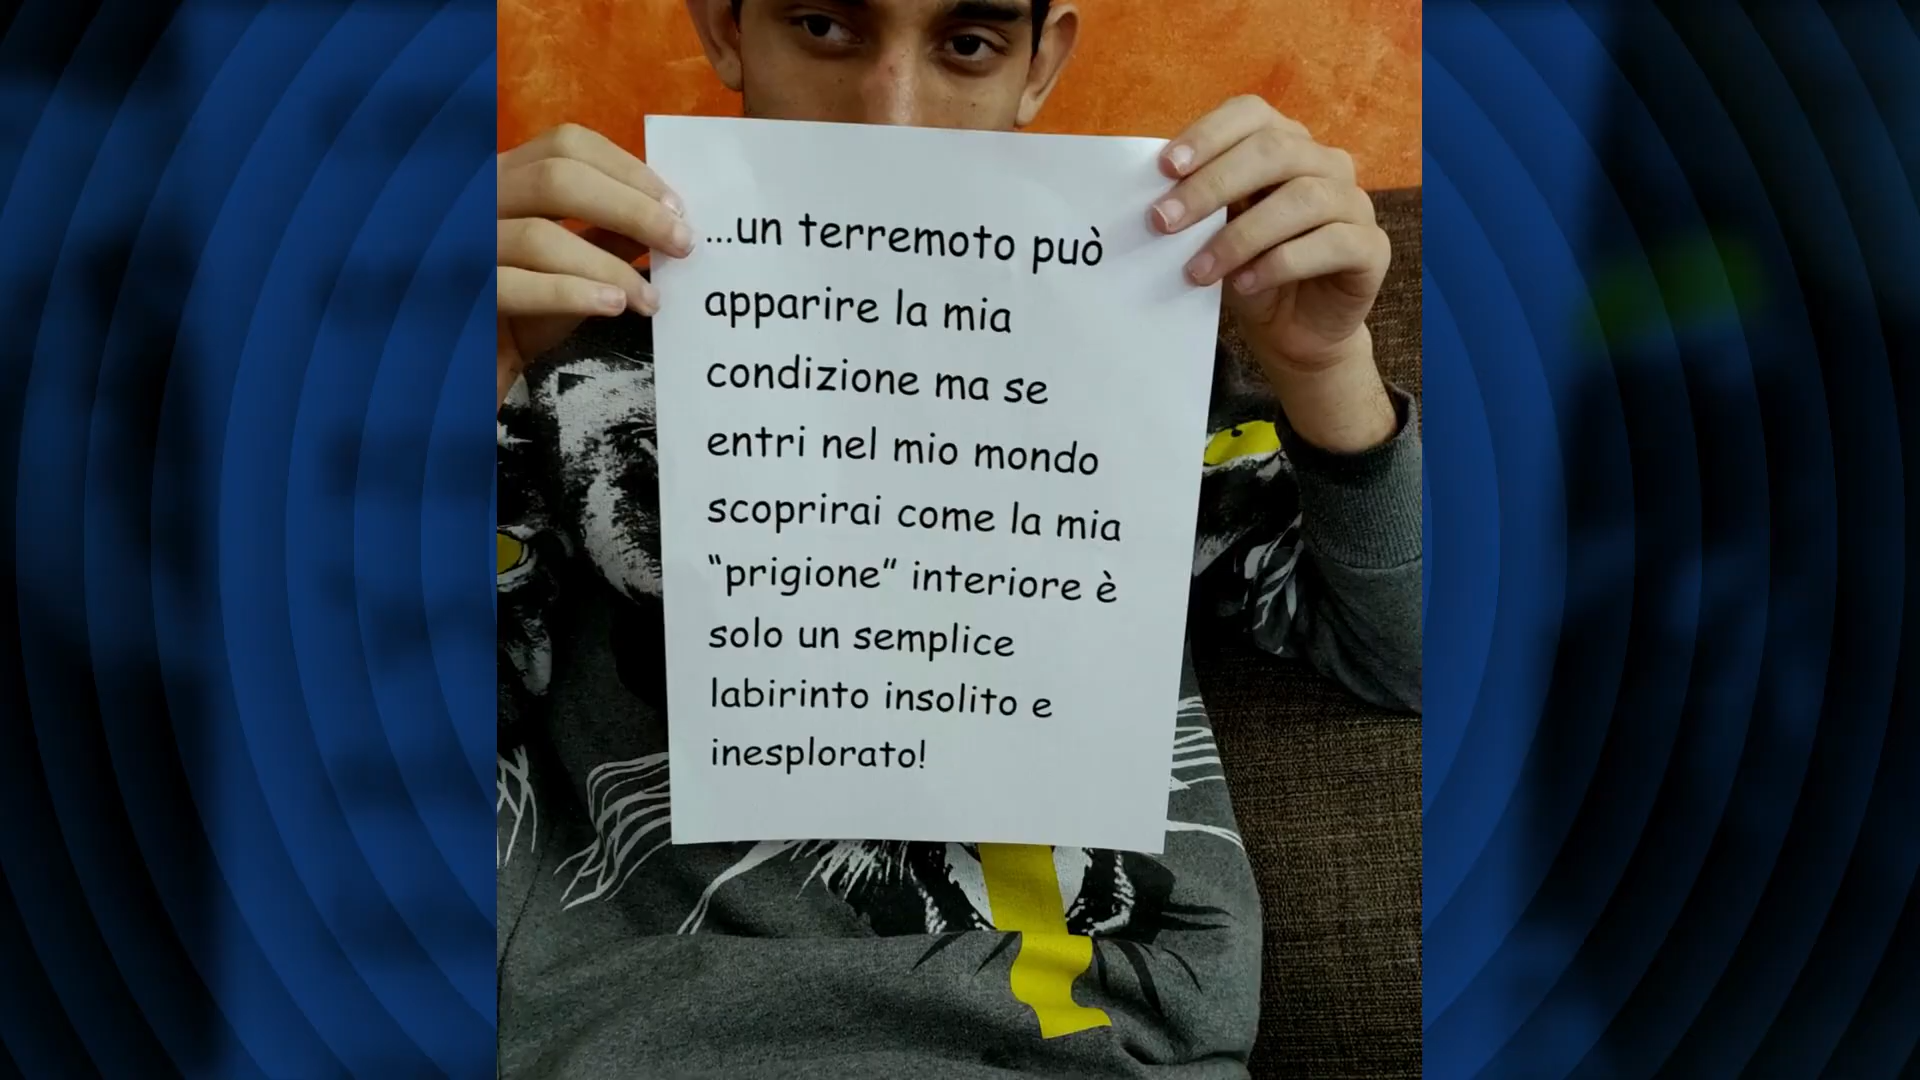 ...un terremoto può
apparire la mia
condizione ma se
entri nel mio mondo
scoprirai come la mia
“prigione” interiore è
solo un semplice
labirinto insolito e
inesplorato!